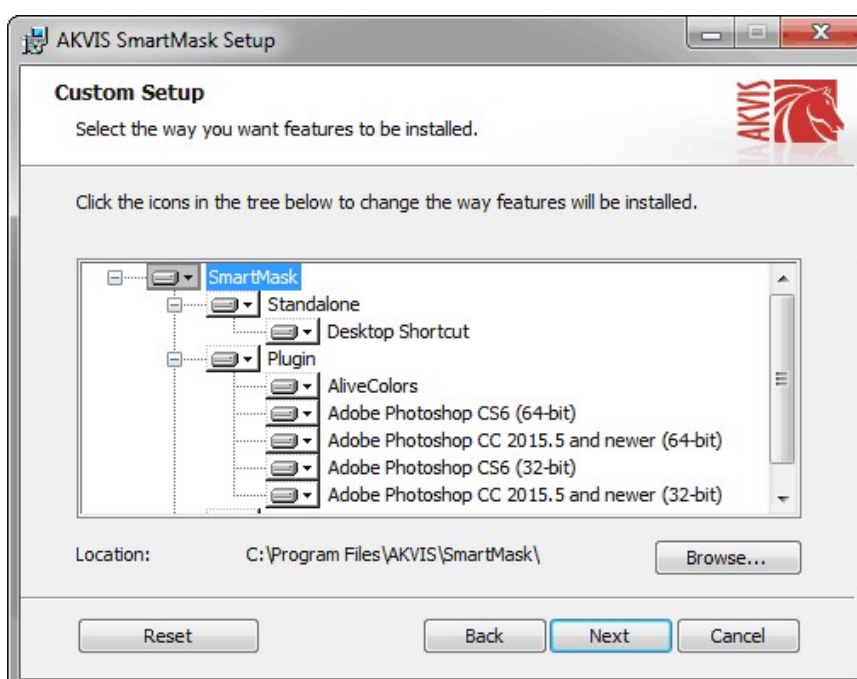 AKVIS SmartMask Setup
Custom Setup
Select the way you want features to be installed.
AKVIS
Click the icons in the tree below to change the way features will be installed.
SmartMask
Standalone
Desktop Shortcut
Plugin
AliveColors
Adobe Photoshop CS6 (64-bit)
Adobe Photoshop CC 2015.5 and newer (64-bit)
Adobe Photoshop CS6 (32-bit)
Adobe Photoshop CC 2015.5 and newer (32-bit)
Location: C:\Program Files\AKVIS\SmartMask\ Browse...
Reset Back Next Cancel